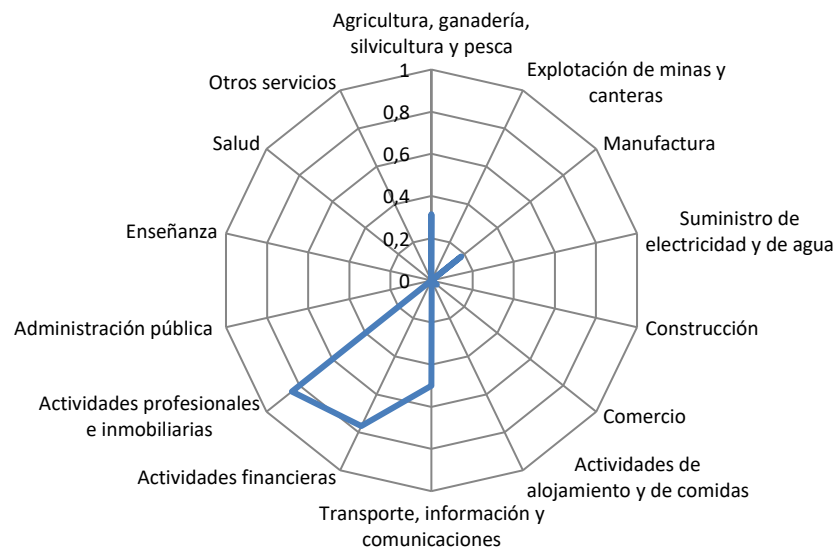 Agricultura, ganadería,
silvicultura y pesca
Explotación de minas y
canteras
Manufactura
Suministro de
electricidad y de agua
Construcción
Comercio
Actividades de
alojamiento y de comidas
Transporte, información y
comunicaciones
Actividades financieras
Actividades profesionales
e inmobiliarias
Administración pública
Enseñanza
Salud
Otros servicios
1
0,8
0,6
0,4
0,2
0